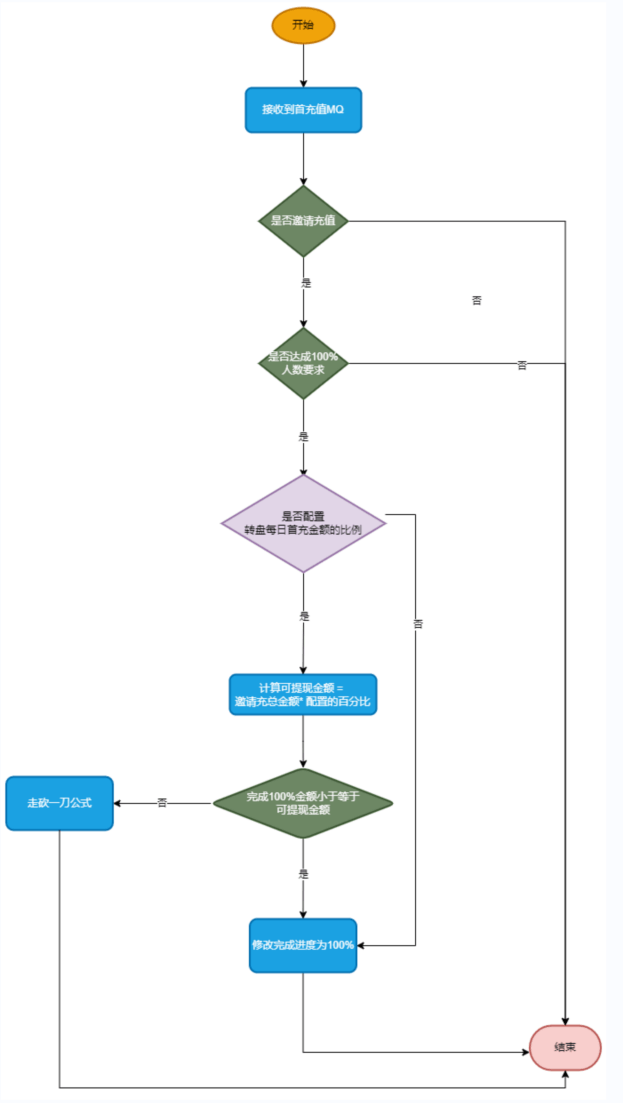 开始
接收到首充值MQ
是否邀请充值
是
否
是否达成100%
人数要求
否
是
是否配置
转盘每日首充金额的比例
是
否
计算可提现金额 =
邀请充总金额* 配置的百分比
完成100%金额小于等于
可提现金额
否
走砍一刀公式
是
修改完成进度为100%
结束